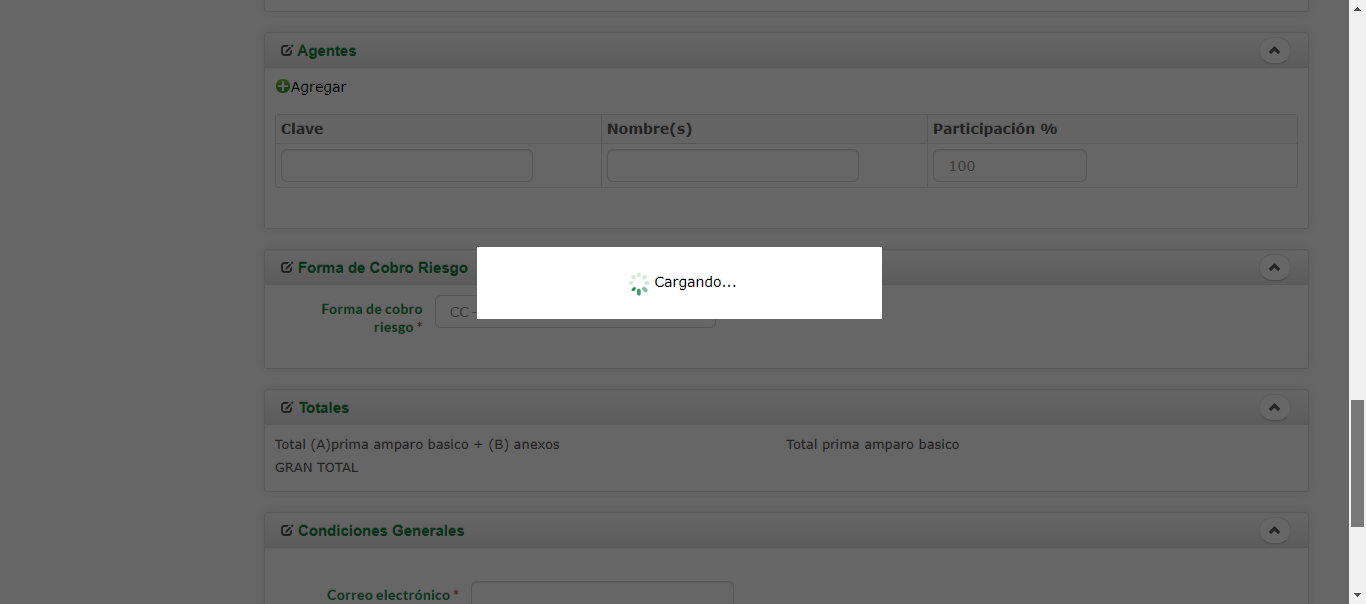 Agentes
Agregar
Clave Nombre(s) Participación %
100
Forma de Cobro Riesgo
Cargando...
Forma de cobro
riesgo *
CC -
Totales
Total (A)prima amparo basico + (B) anexos Total prima amparo basico
GRAN TOTAL
Condiciones Generales
Correo electrónico *